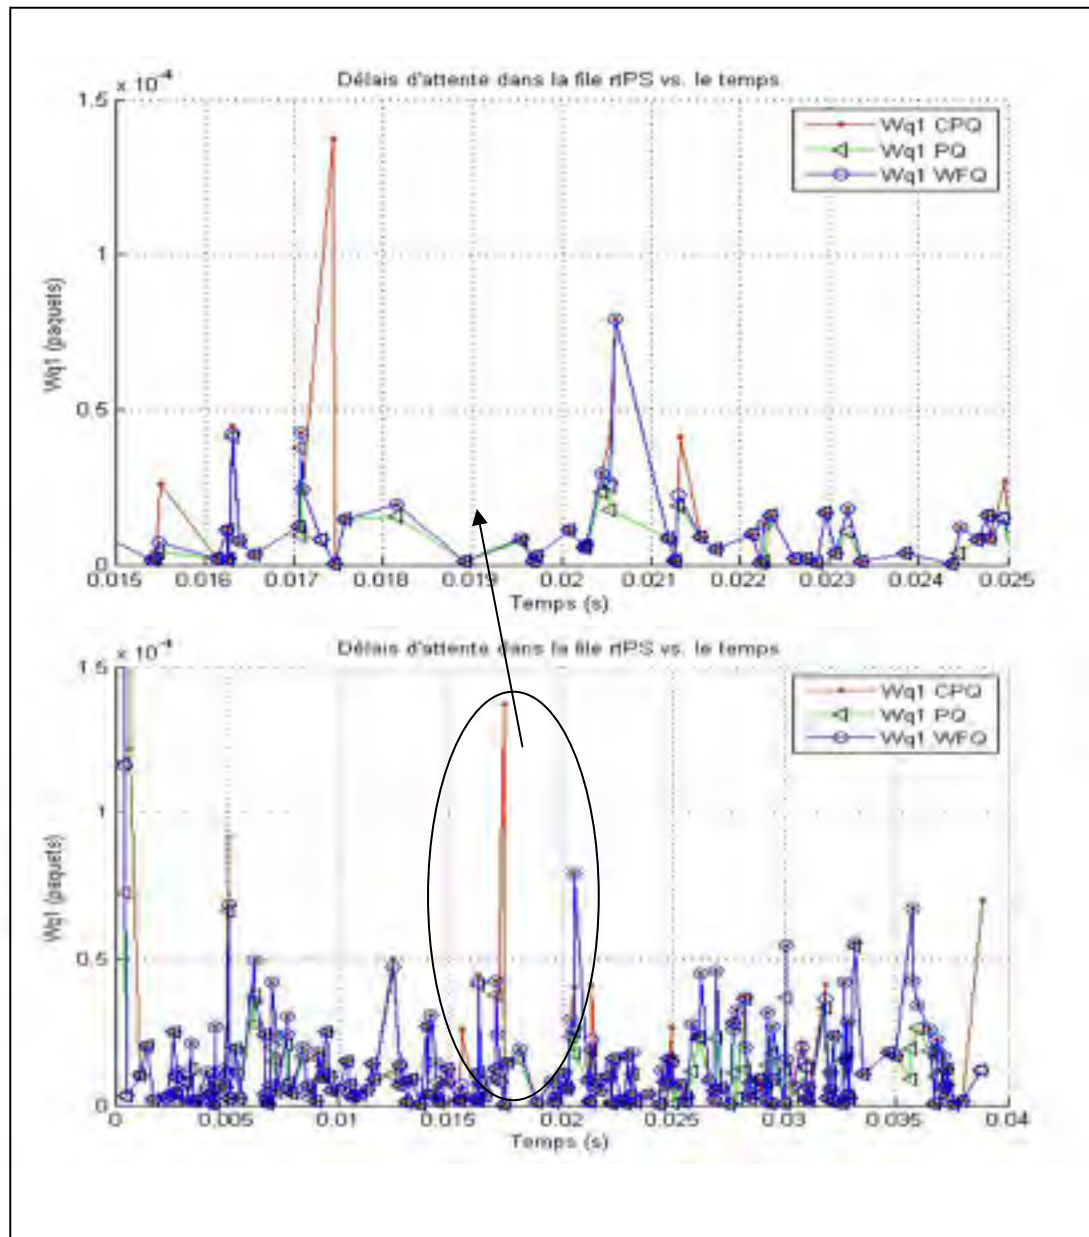 Délais d'attente dans la file rtPS vs. le temps
x 10-4
1.5
1
0.5
0
Wq1 (paquets)
Wq1 CPQ
Wq1 PQ
Wq1 WFQ
0.015 0.016 0.017 0.018 0.019 0.02 0.021 0.022 0.023 0.024 0.025
Temps (s)
Délais d'attente dans la file rtPS vs. le temps
x 10-4
1.5
1
0.5
0
Wq1 (paquets)
Wq1 CPQ
Wq1 PQ
Wq1 WFQ
0 0.005 0.01 0.015 0.02 0.025 0.03 0.035 0.04
Temps (s)